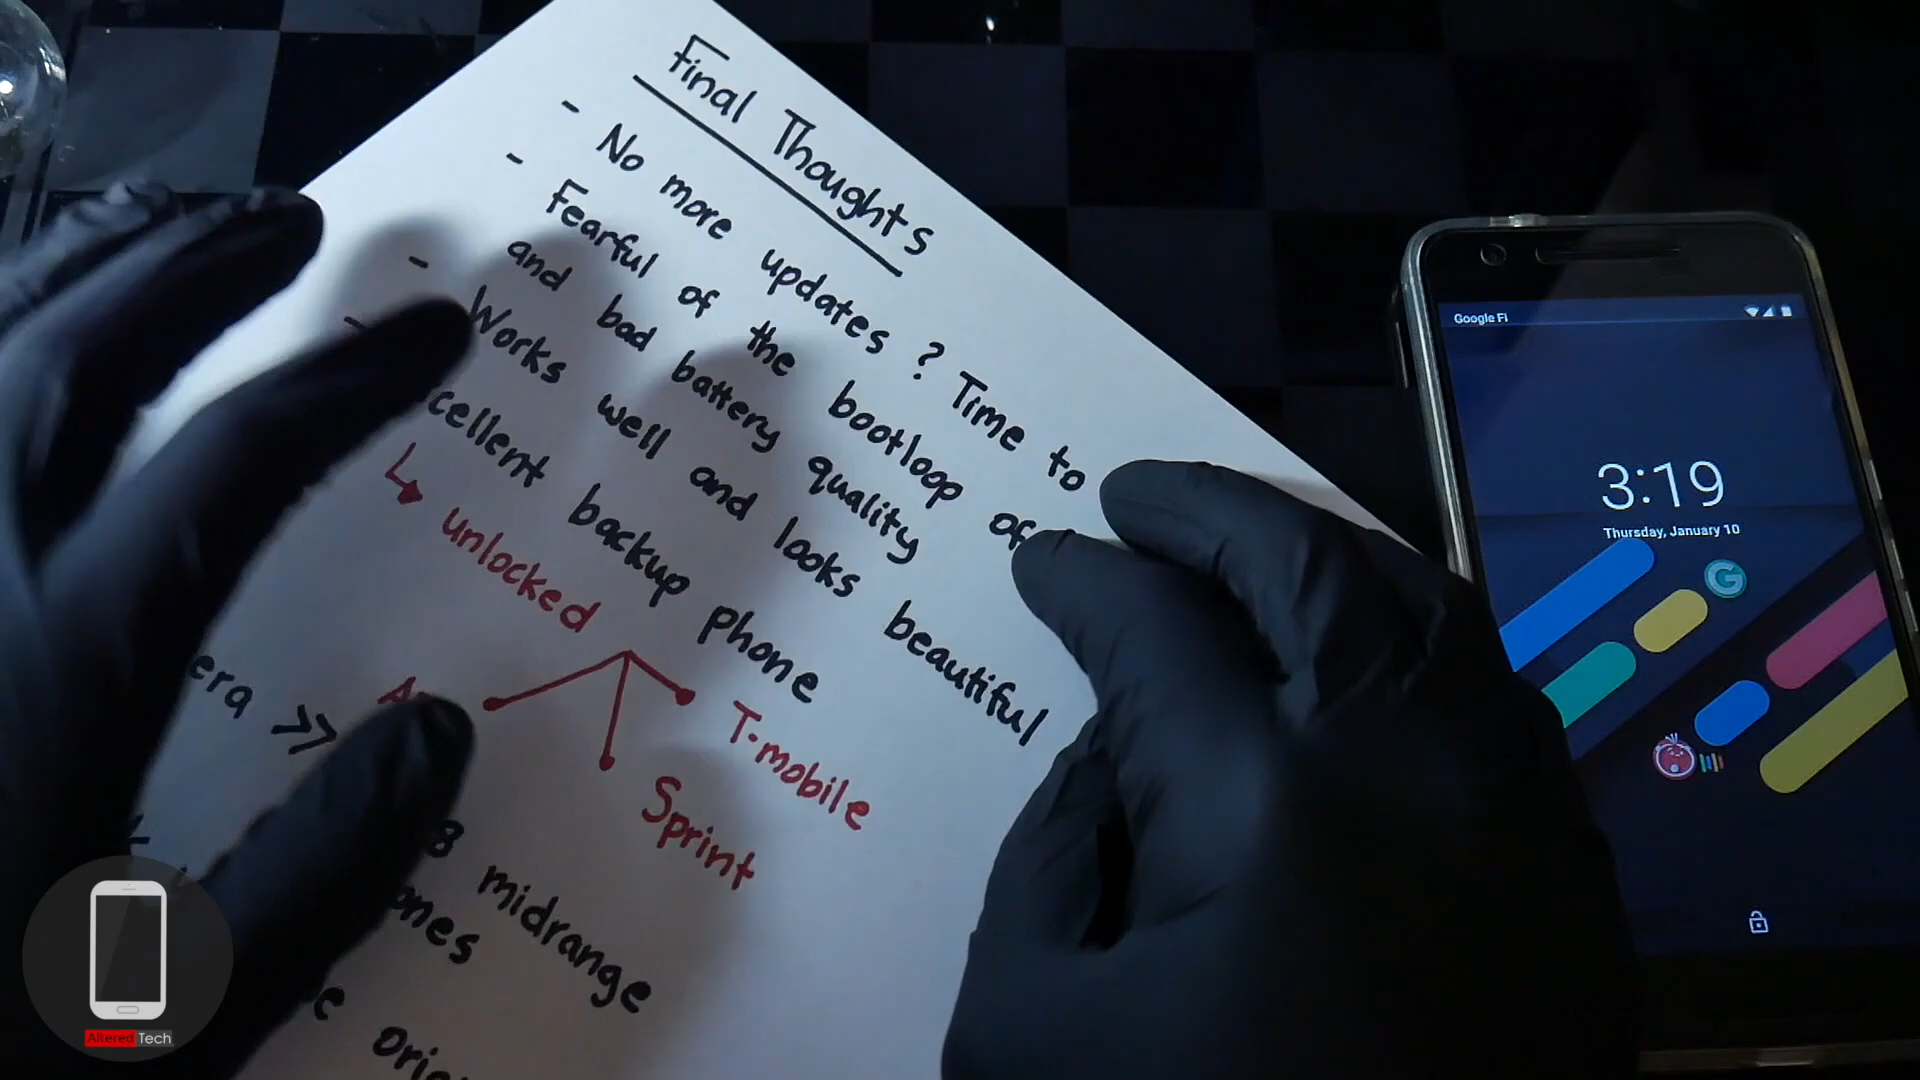 Final Thoughts
- No more updates? Time to
- Fearful of the bootloop of
and bad battery quality
- Works well and looks beautiful
- cellent backup phone
unlocked
T-mobile
Sprint
era >>
8 midrange
ones
Google Fi
3:19
Thursday, January 10
G
Altered Tech